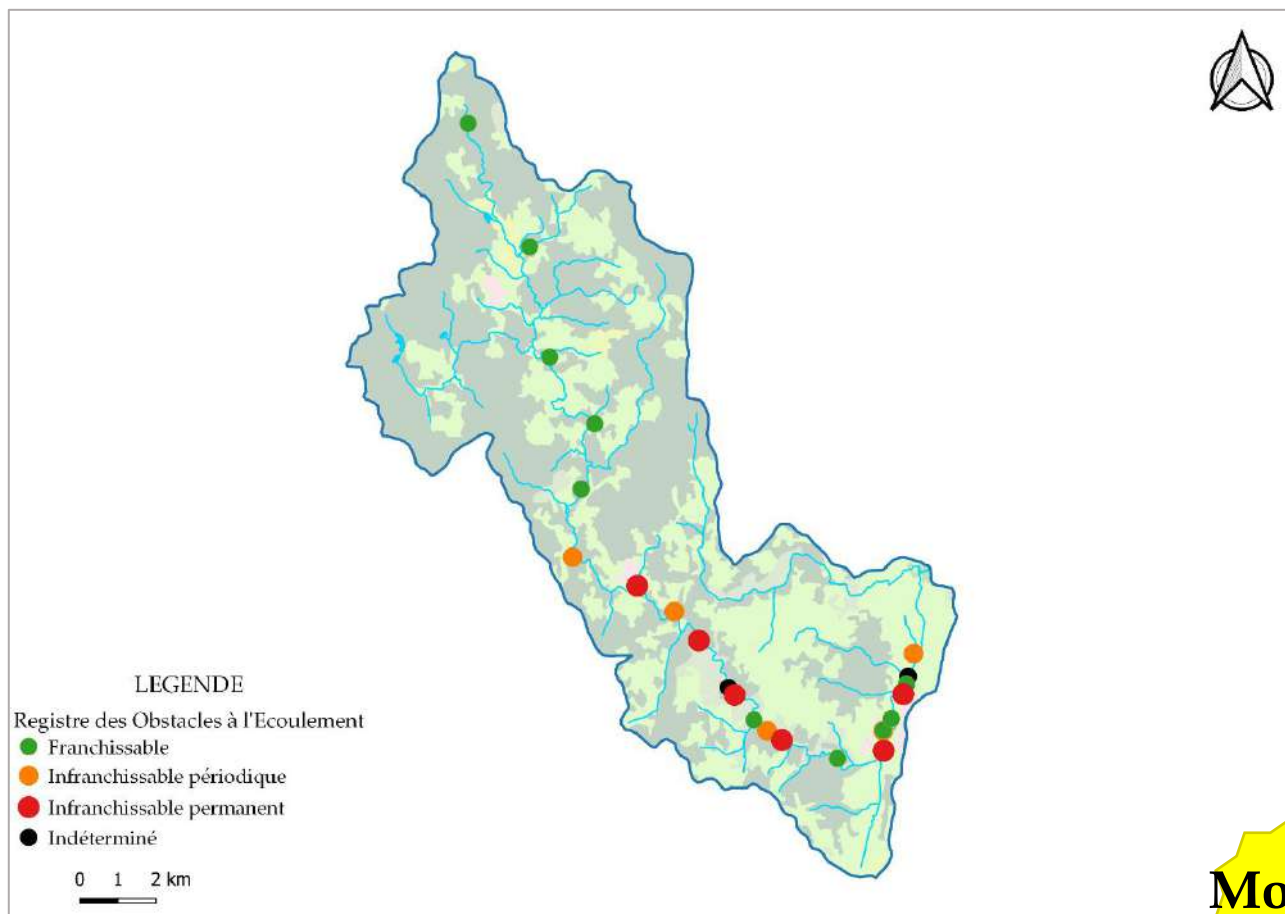 LEGENDE
Registre des Obstacles à l'Ecoulement
Franchissable
Infranchissable périodique
Infranchissable permanent
Indéterminé
0 1 2 km
Mo